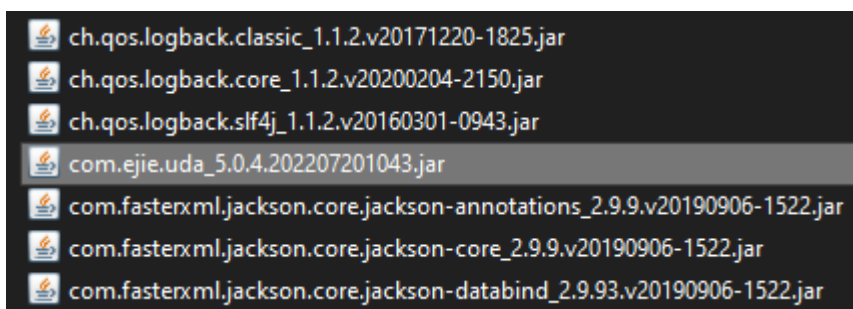 ch.qos.logback.classic_1.1.2.v20171220-1825.jar
ch.qos.logback.core_1.1.2.v20200204-2150.jar
ch.qos.logback.slf4j_1.1.2.v20160301-0943.jar
com.ejie.uda_5.0.4.202207201043.jar
com.fasterxml.jackson.core.jackson-annotations_2.9.9.v20190906-1522.jar
com.fasterxml.jackson.core.jackson-core_2.9.9.v20190906-1522.jar
com.fasterxml.jackson.core.jackson-databind_2.9.93.v20190906-1522.jar